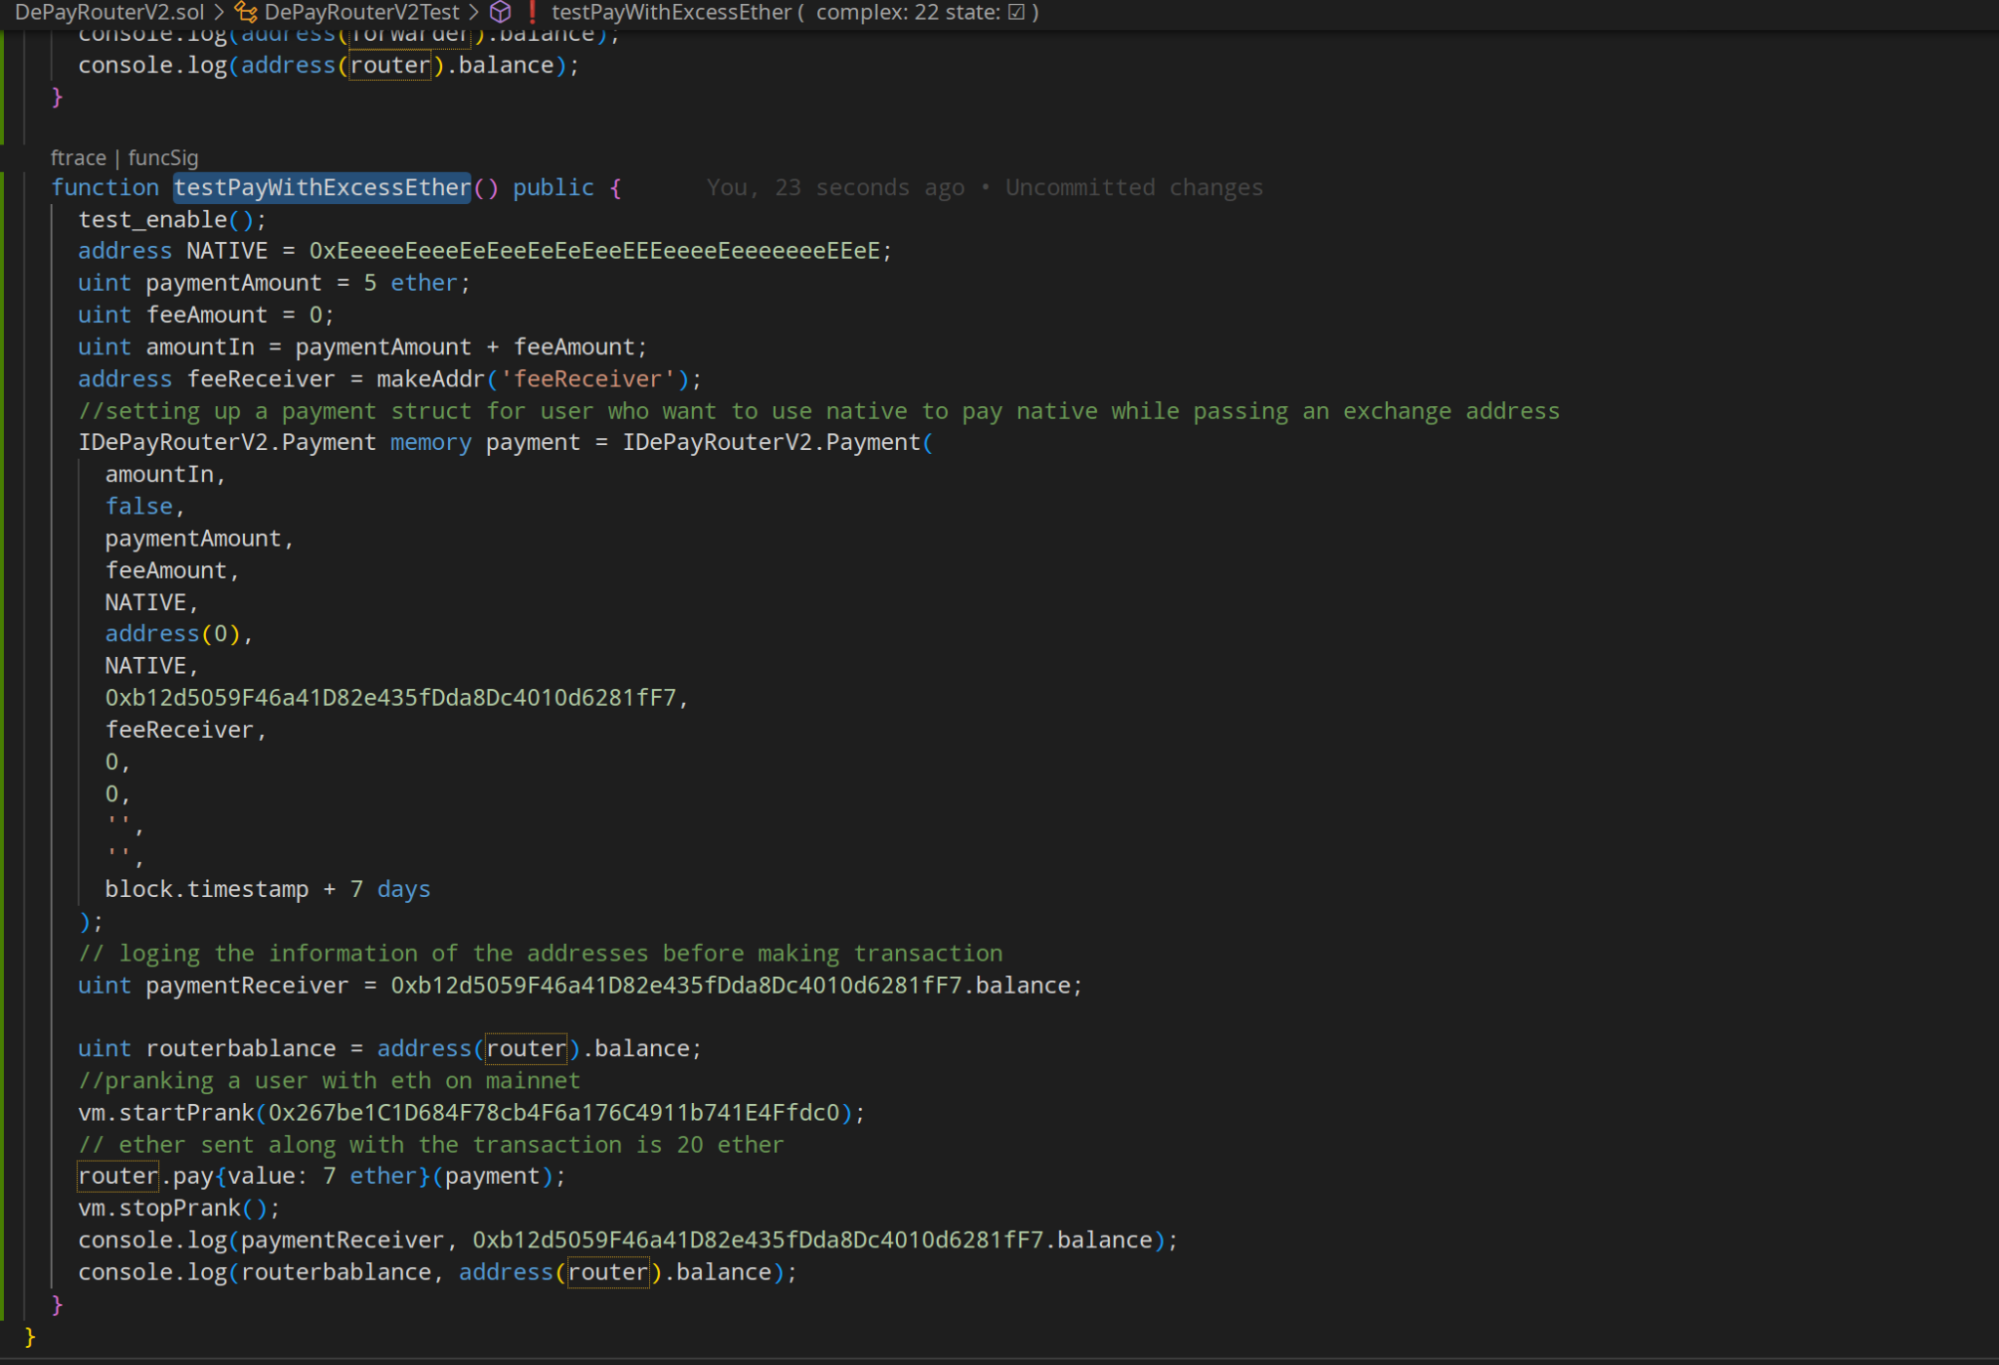 DePayRouterV2.sol > DePayRouterV2Test > testPayWithExcessEther ( complex: 22 state: ☑ )
console.log(address(forwarder).balance);
console.log(address(router).balance);
}
ftrace | funcSig
function testPayWithExcessEther() public { You, 23 seconds ago • Uncommitted changes
test_enable();
address NATIVE = 0xEeeeeEeeeEeEeeEeEeEeeEEEeeeeEeeeeeeeEEeE;
uint paymentAmount = 5 ether;
uint feeAmount = 0;
uint amountIn = paymentAmount + feeAmount;
address feeReceiver = makeAddr('feeReceiver');
//setting up a payment struct for user who want to use native to pay native while passing an exchange address
IDePayRouterV2.Payment memory payment = IDePayRouterV2.Payment(
amountIn,
false,
paymentAmount,
feeAmount,
NATIVE,
address(0),
NATIVE,
0xb12d5059F46a41D82e435fDda8Dc4010d6281fF7,
feeReceiver,
0,
0,
'',
'',
block.timestamp + 7 days
);
// loging the information of the addresses before making transaction
uint paymentReceiver = 0xb12d5059F46a41D82e435fDda8Dc4010d6281fF7.balance;
uint routerbablance = address(router).balance;
//pranking a user with eth on mainnet
vm.startPrank(0x267be1C1D684F78cb4F6a176C4911b741E4Ffdc0);
// ether sent along with the transaction is 20 ether
router.pay{value: 7 ether}(payment);
vm.stopPrank();
console.log(paymentReceiver, 0xb12d5059F46a41D82e435fDda8Dc4010d6281fF7.balance);
console.log(routerbablance, address(router).balance);
}
}